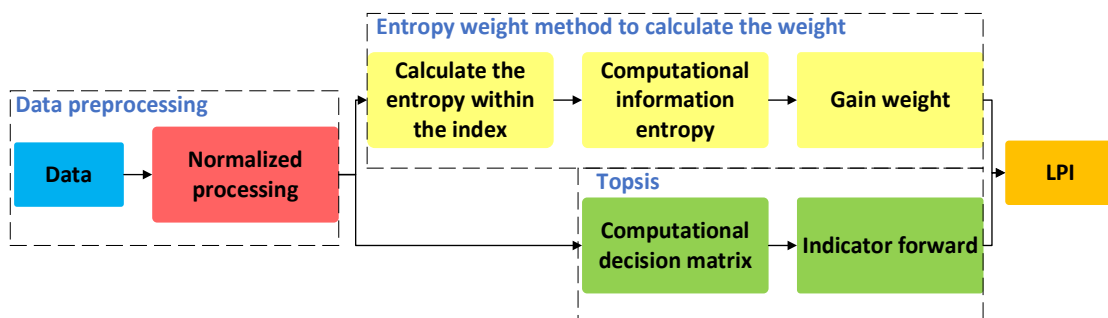 Entropy weight method to calculate the weight
Calculate the
entropy within
the index
Computational
information
entropy
Gain weight
Data preprocessing
Data
Normalized
processing
LPI
Topsis
Computational
decision matrix
Indicator forward